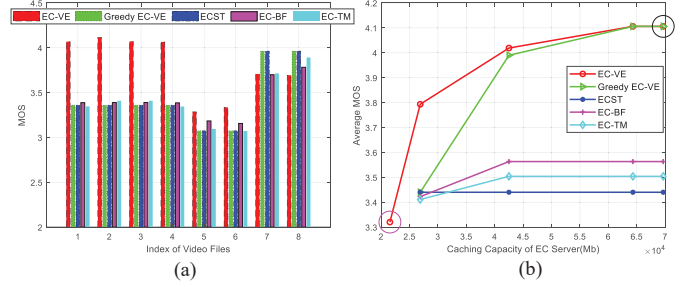 EC-VE Greedy EC-VE ECST EC-BF EC-TM
4.5
4
3.5
3
2.5
2
MOS
1 2 3 4 5 6 7 8
Index of Video Files
(a)
4.2
4.1
4
3.9
3.8
3.7
3.6
3.5
3.4
3.3
Average MOS
EC-VE
Greedy EC-VE
ECST
EC-BF
EC-TM
2 2.5 3 3.5 4 4.5 5 5.5 6 6.5 7
×10⁴
Caching Capacity of EC Server(Mb)
(b)